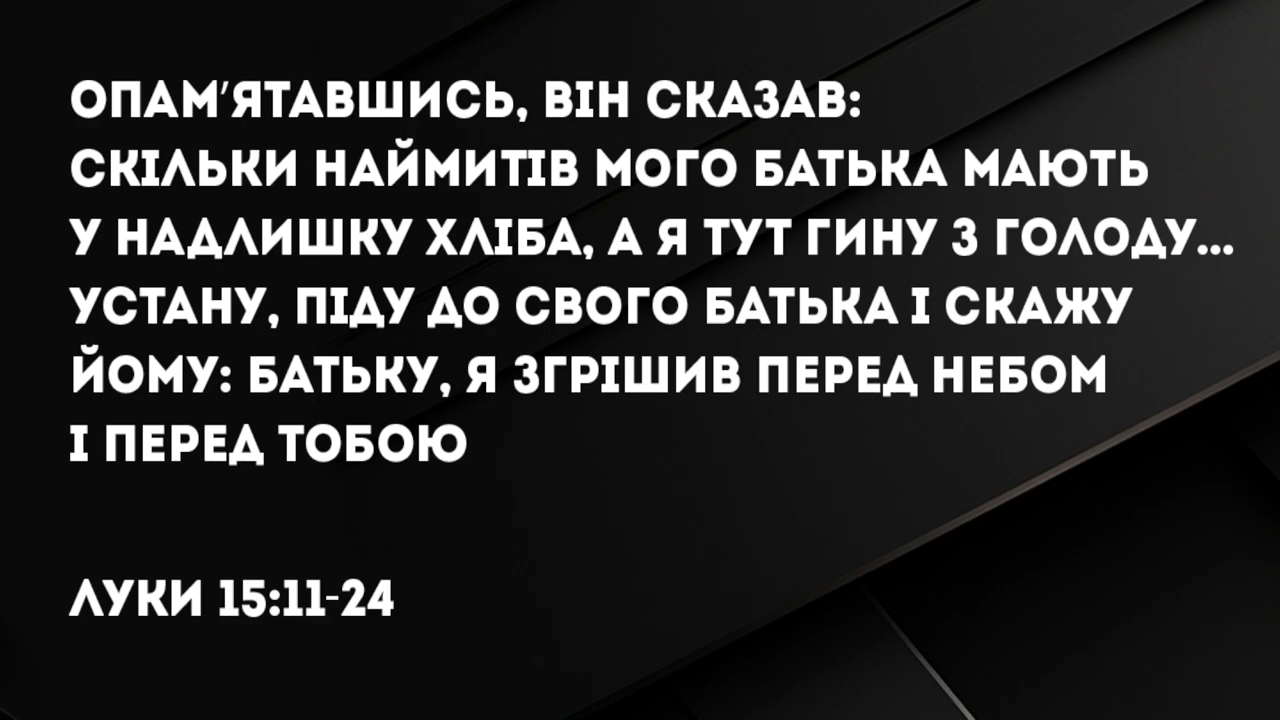 ОПАМ'ЯТАВШИСЬ, ВІН СКАЗАВ:
СКІЛЬКИ НАЙМИТІВ МОГО БАТЬКА МАЮТЬ
У НАДЛИШКУ ХЛІБА, А Я ТУТ ГИНУ З ГОЛОДУ...
УСТАНУ, ПІДУ ДО СВОГО БАТЬКА І СКАЖУ
ЙОМУ: БАТЬКУ, Я ЗГРІШИВ ПЕРЕД НЕБОМ
І ПЕРЕД ТОБОЮ
ЛУКИ 15:11-24